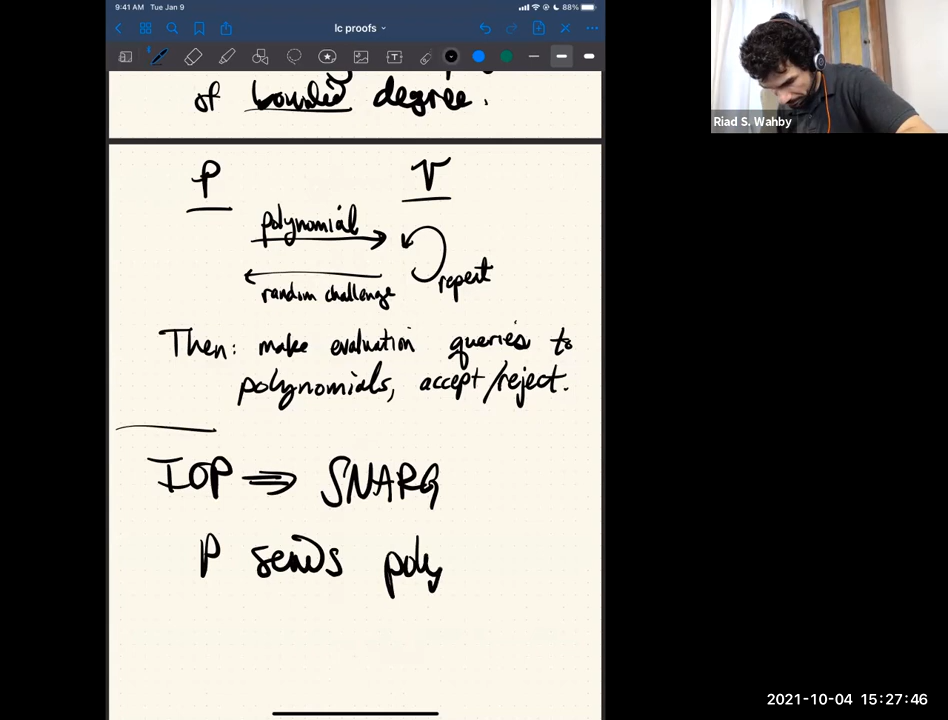 9:41 AM Tue Jan 9
88%
lc proofs
of bounded degree.
P V
polynomial
repeat
random challenge
Then: make evaluation queries to
polynomials, accept/reject.
IOP ⇒ SNARG
P sends poly
Riad S. Wahby
2021-10-04 15:27:46